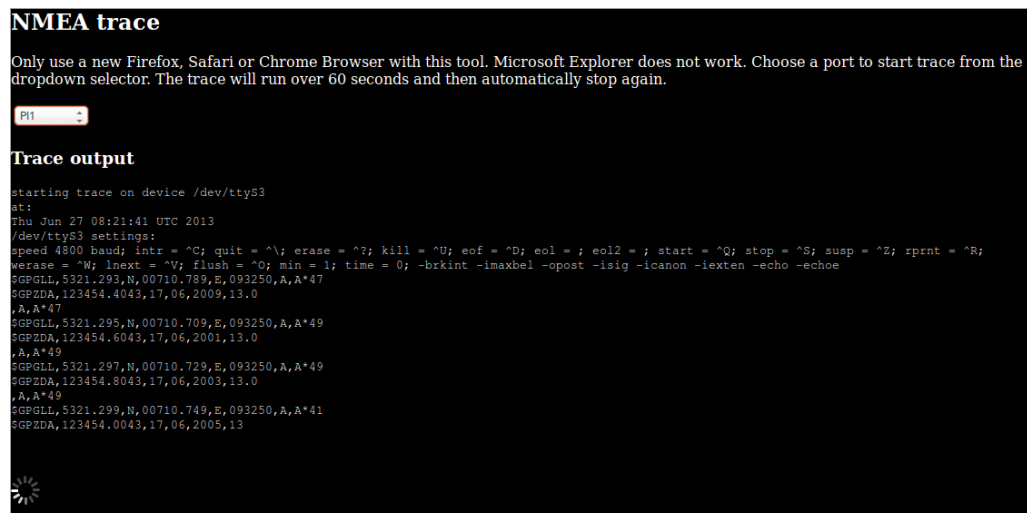 NMEA trace
Only use a new Firefox, Safari or Chrome Browser with this tool. Microsoft Explorer does not work. Choose a port to start trace from the
dropdown selector. The trace will run over 60 seconds and then automatically stop again.
PI1
Trace output
starting trace on device /dev/ttyS3
at:
Thu Jun 27 08:21:41 UTC 2013
/dev/ttyS3 settings:
speed 4800 baud; intr = ^C; quit = ^\; erase = ^?; kill = ^U; eof = ^D; eol = ; eol2 = ; start = ^Q; stop = ^S; susp = ^Z; rprnt = ^R;
werase = ^W; lnext = ^V; flush = ^O; min = 1; time = 0; -brkint -imaxbel -opost -isig -icanon -iexten -echo -echoe
$GPGLL,5321.293,N,00710.789,E,093250,A,A*47
$GPZDA,123454.4043,17,06,2009,13.0
,A,A*47
$GPGLL,5321.295,N,00710.709,E,093250,A,A*49
$GPZDA,123454.6043,17,06,2001,13.0
,A,A*49
$GPGLL,5321.297,N,00710.729,E,093250,A,A*49
$GPZDA,123454.8043,17,06,2003,13.0
,A,A*49
$GPGLL,5321.299,N,00710.749,E,093250,A,A*41
$GPZDA,123454.0043,17,06,2005,13